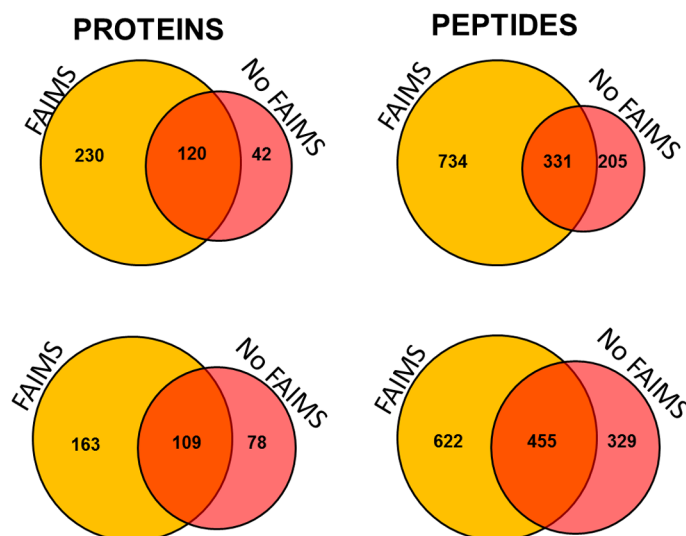 PROTEINS
PEPTIDES
FAIMS
No FAIMS
230
120
42
FAIMS
No FAIMS
734
331
205
FAIMS
No FAIMS
163
109
78
FAIMS
No FAIMS
622
455
329